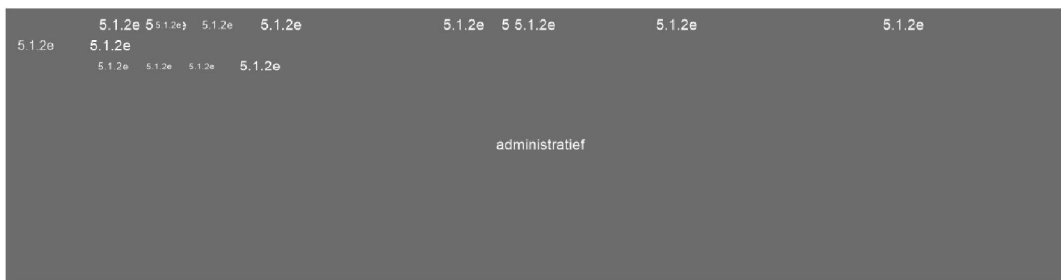 5.1.2e 5 5.1.2e 5.1.2e 5.1.2e 5.1.2e 5 5.1.2e 5.1.2e 5.1.2e
5.1.2e 5.1.2e
5.1.2e 5.1.2e 5.1.2e 5.1.2e
administratief